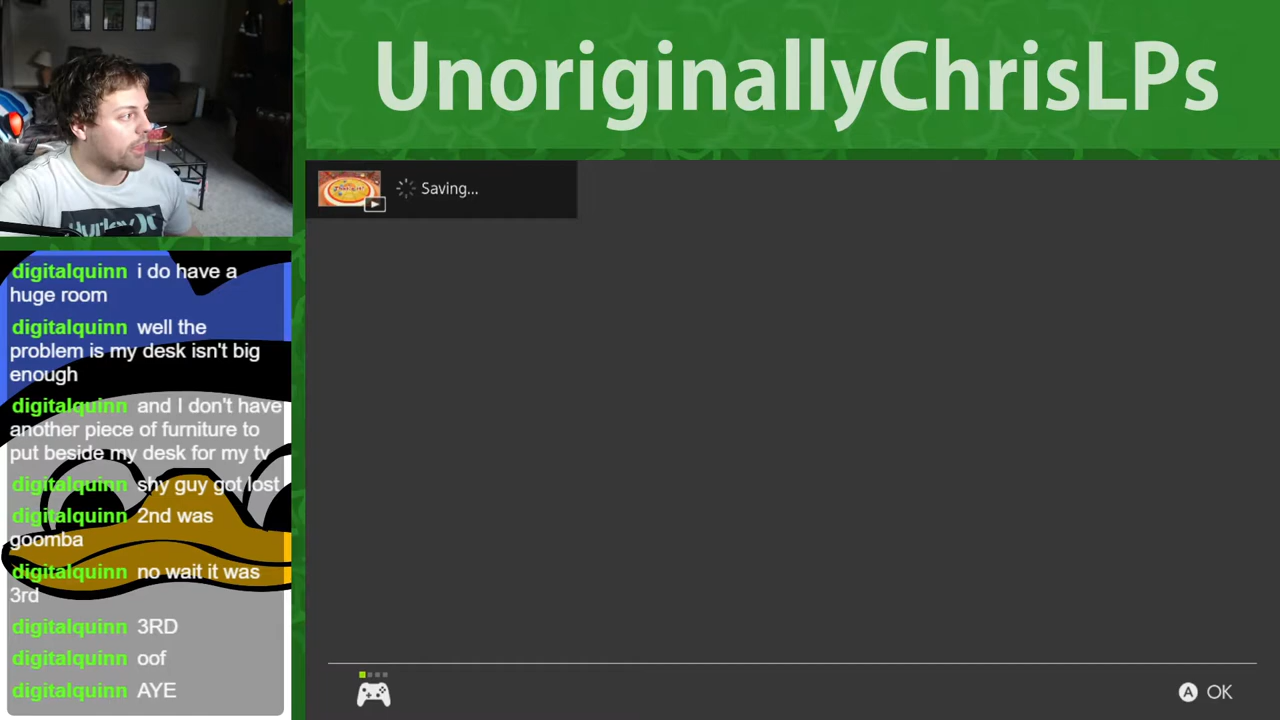 UnoriginallyChrisLPs
Saving...
Hurley
digitalquinn i do have a
huge room
digitalquinn well the
problem is my desk isn't big
enough
digitalquinn and I don't have
another piece of furniture to
put beside my desk for my tv
digitalquinn shy guy got lost
digitalquinn 2nd was
goomba
digitalquinn no wait it was
3rd
digitalquinn 3RD
digitalquinn oof
digitalquinn AYE
A OK